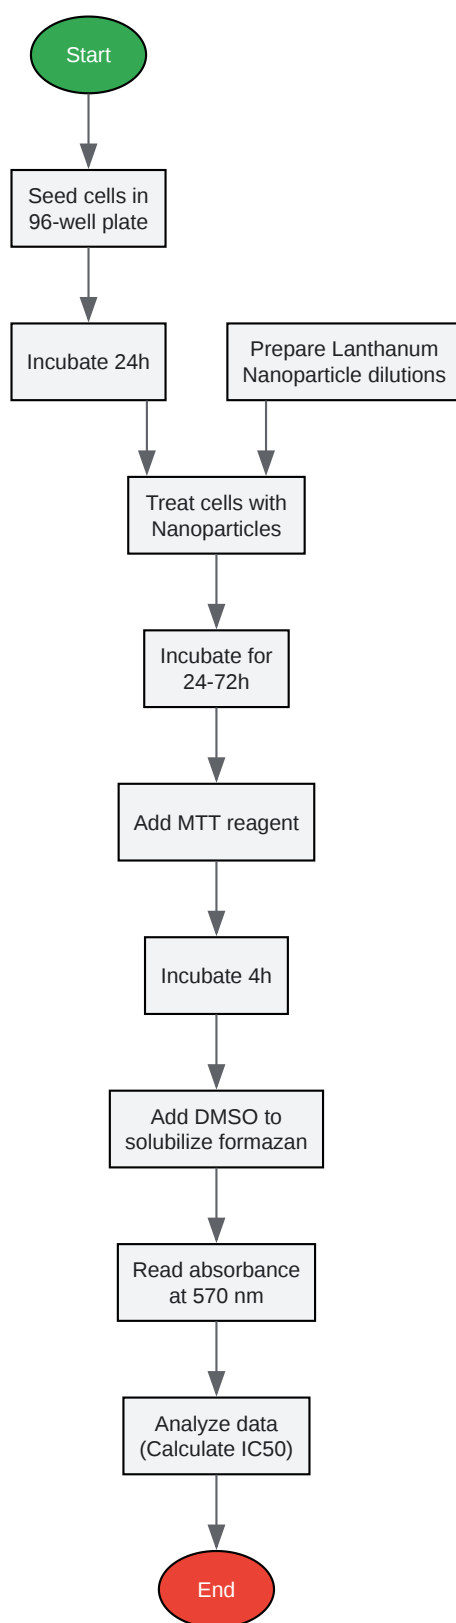 Start
Seed cells in
96-well plate
Incubate 24h
Prepare Lanthanum
Nanoparticle dilutions
Treat cells with
Nanoparticles
Incubate for
24-72h
Add MTT reagent
Incubate 4h
Add DMSO to
solubilize formazan
Read absorbance
at 570 nm
Analyze data
(Calculate IC50)
End